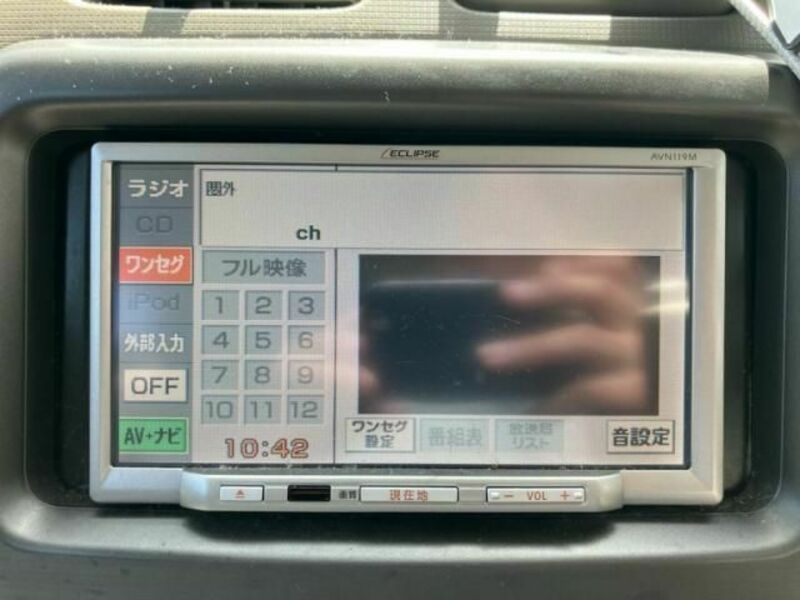 ECLIPSE
AVN119M
ラジオ
圏外
CD
ch
ワンセグ
フル映像
iPod
1 2 3
外部入力
4 5 6
OFF
7 8 9
10 11 12
AV・ナビ
ワンセグ
設定
番組表
放送局
リスト
音設定
10:42
画質
現在地
− VOL +